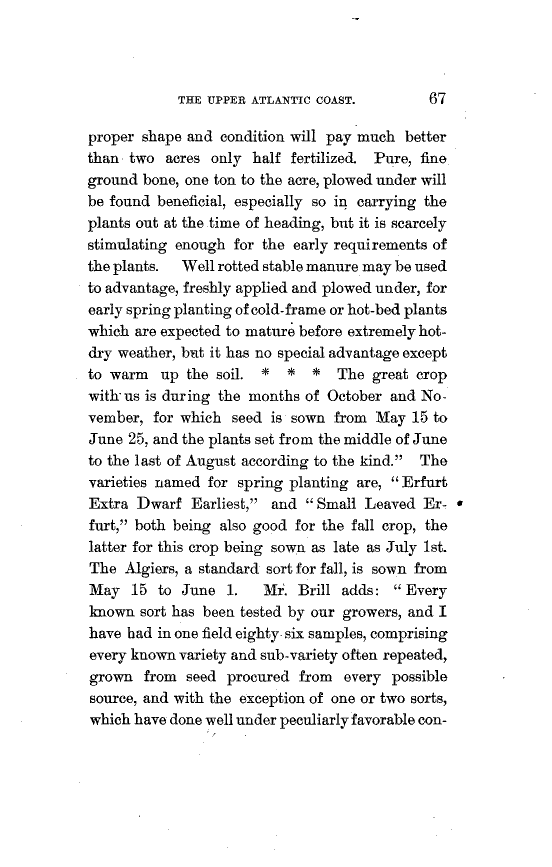 THE UPPER ATLANTIC COAST. 67
proper shape and condition will pay much better
than two acres only half fertilized. Pure, fine
ground bone, one ton to the acre, plowed under will
be found beneficial, especially so in carrying the
plants out at the time of heading, but it is scarcely
stimulating enough for the early requirements of
the plants. Well rotted stable manure may be used
to advantage, freshly applied and plowed under, for
early spring planting of cold-frame or hot-bed plants
which are expected to mature before extremely hot-
dry weather, but it has no special advantage except
to warm up the soil. * * * The great crop
with us is during the months of October and No-
vember, for which seed is sown from May 15 to
June 25, and the plants set from the middle of June
to the last of August according to the kind." The
varieties named for spring planting are, "Erfurt
Extra Dwarf Earliest," and "Small Leaved Er-
furt," both being also good for the fall crop, the
latter for this crop being sown as late as July 1st.
The Algiers, a standard sort for fall, is sown from
May 15 to June 1. Mr. Brill adds: "Every
known sort has been tested by our growers, and I
have had in one field eighty-six samples, comprising
every known variety and sub-variety often repeated,
grown from seed procured from every possible
source, and with the exception of one or two sorts,
which have done well under peculiarly favorable con-